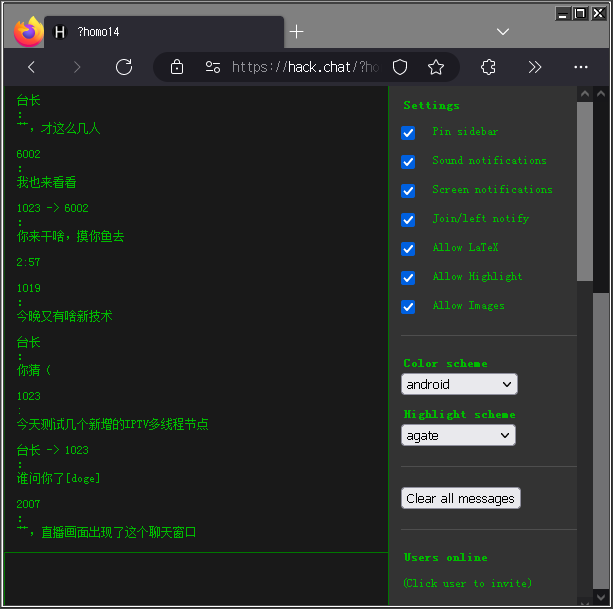 ?homo14
https://hack.chat/?ho
台长
:
艹，才这么几人
6002
:
我也来看看
1023 -> 6002
:
你来干啥，摸你鱼去
2:57
1019
:
今晚又有啥新技术
台长
:
你猜（
1023
:
今天测试几个新增的IPTV多线程节点
台长 -> 1023
:
谁问你了[doge]
2007
:
艹，直播画面出现了这个聊天窗口
Settings
Pin sidebar
Sound notifications
Screen notifications
Join/left notify
Allow LaTeX
Allow Highlight
Allow Images
Color scheme
android
Highlight scheme
agate
Clear all messages
Users online
(Click user to invite)